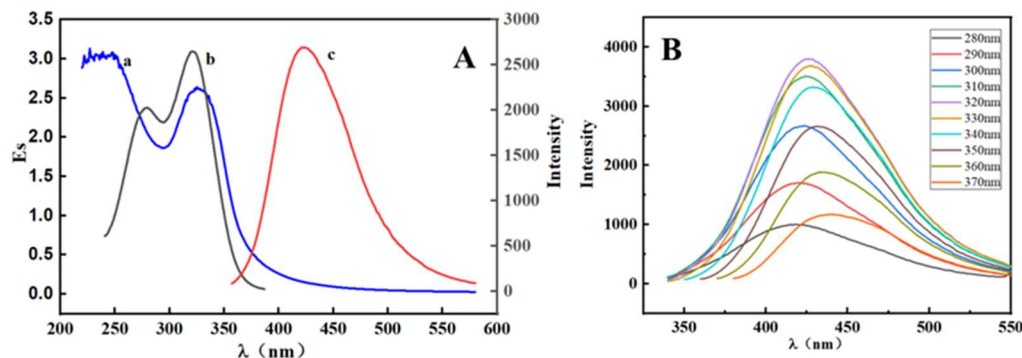 A
a
b
c
Es
3.5
3.0
2.5
2.0
1.5
1.0
0.5
0.0
3000
2500
2000
1500
1000
500
0
Intensity
200 250 300 350 400 450 500 550 600
λ（nm）
B
Intensity
4000
3000
2000
1000
0
280nm
290nm
300nm
310nm
320nm
330nm
340nm
350nm
360nm
370nm
350 400 450 500 550
λ（nm）